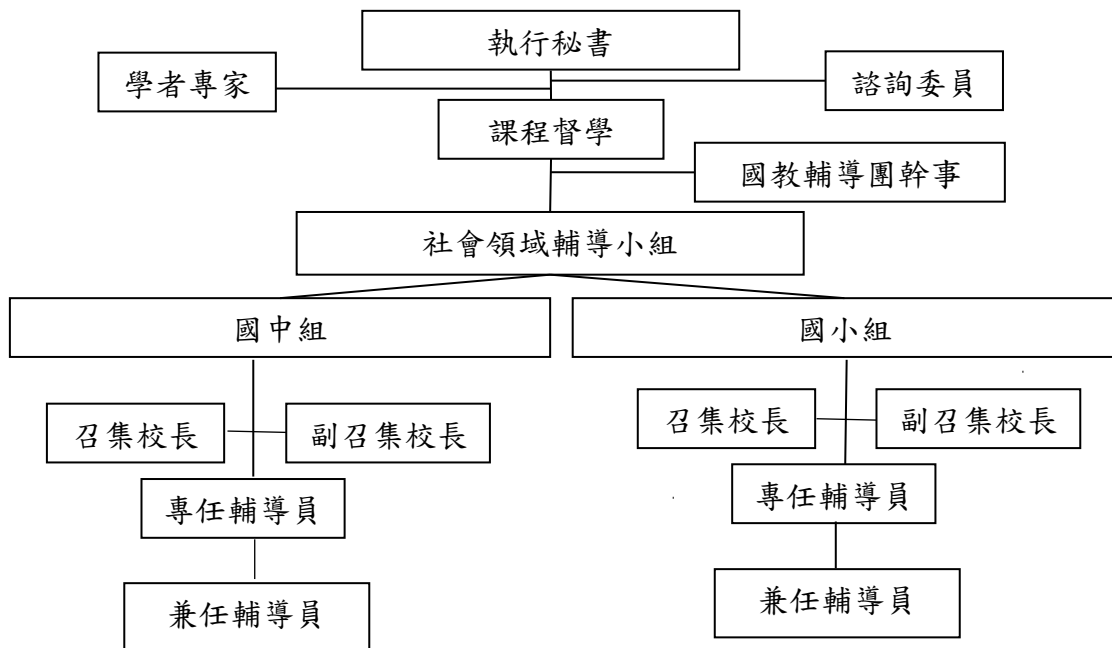 執行秘書
學者專家
諮詢委員
課程督學
國教輔導團幹事
社會領域輔導小組
國中組
國小組
召集校長
副召集校長
召集校長
副召集校長
專任輔導員
專任輔導員
兼任輔導員
兼任輔導員